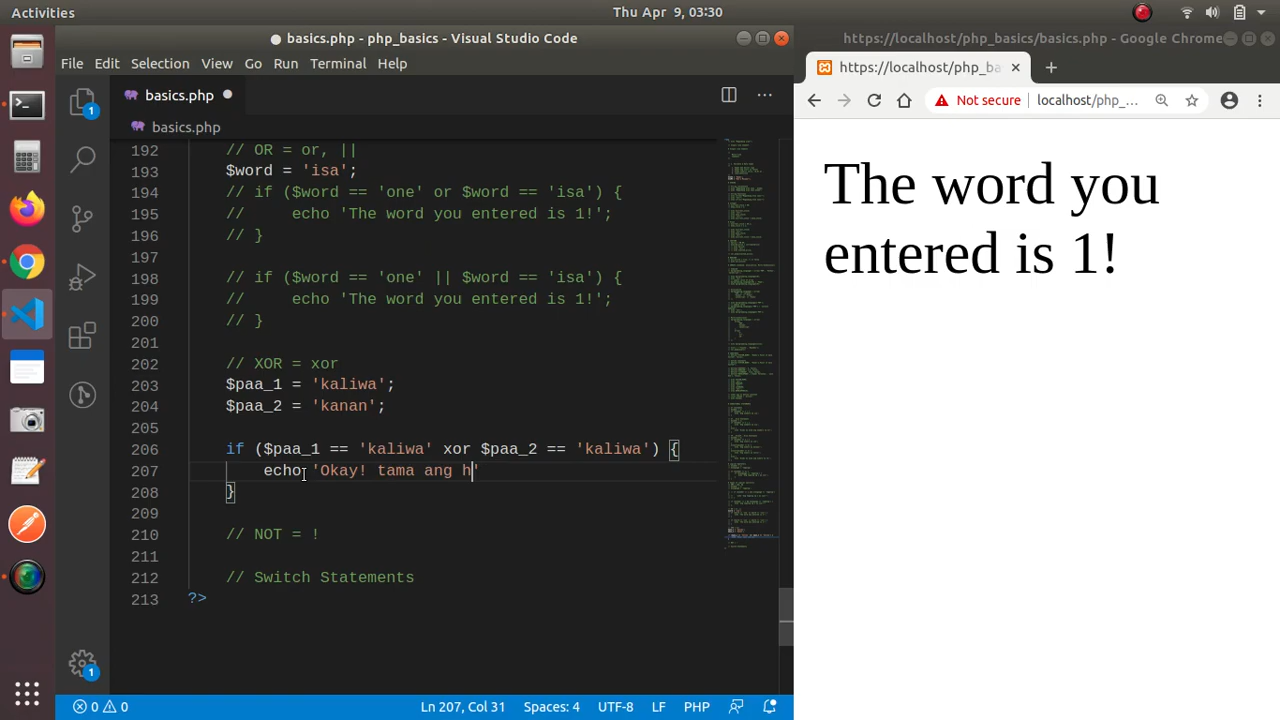 Activities
Thu Apr 9, 03:30
basics.php - php_basics - Visual Studio Code
File Edit Selection View Go Run Terminal Help
basics.php
basics.php
192 // OR = or, ||
193 $word = 'isa';
194 // if ($word == 'one' or $word == 'isa') {
195 //     echo 'The word you entered is 1!';
196 // }
197
198 // if ($word == 'one' || $word == 'isa') {
199 //     echo 'The word you entered is 1!';
200 // }
201
202 // XOR = xor
203 $paa_1 = 'kaliwa';
204 $paa_2 = 'kanan';
205
206 if ($paa_1 == 'kaliwa' xor $paa_2 == 'kaliwa') {
207     echo 'Okay! tama ang h'
208 }
209
210 // NOT = !
211
212 // Switch Statements
213 ?>
1
1
0 0 Ln 207, Col 31 Spaces: 4 UTF-8 LF PHP
https://localhost/php_basics/basics.php - Google Chrome
https://localhost/php_ba
Not secure localhost/php_...
The word you
entered is 1!